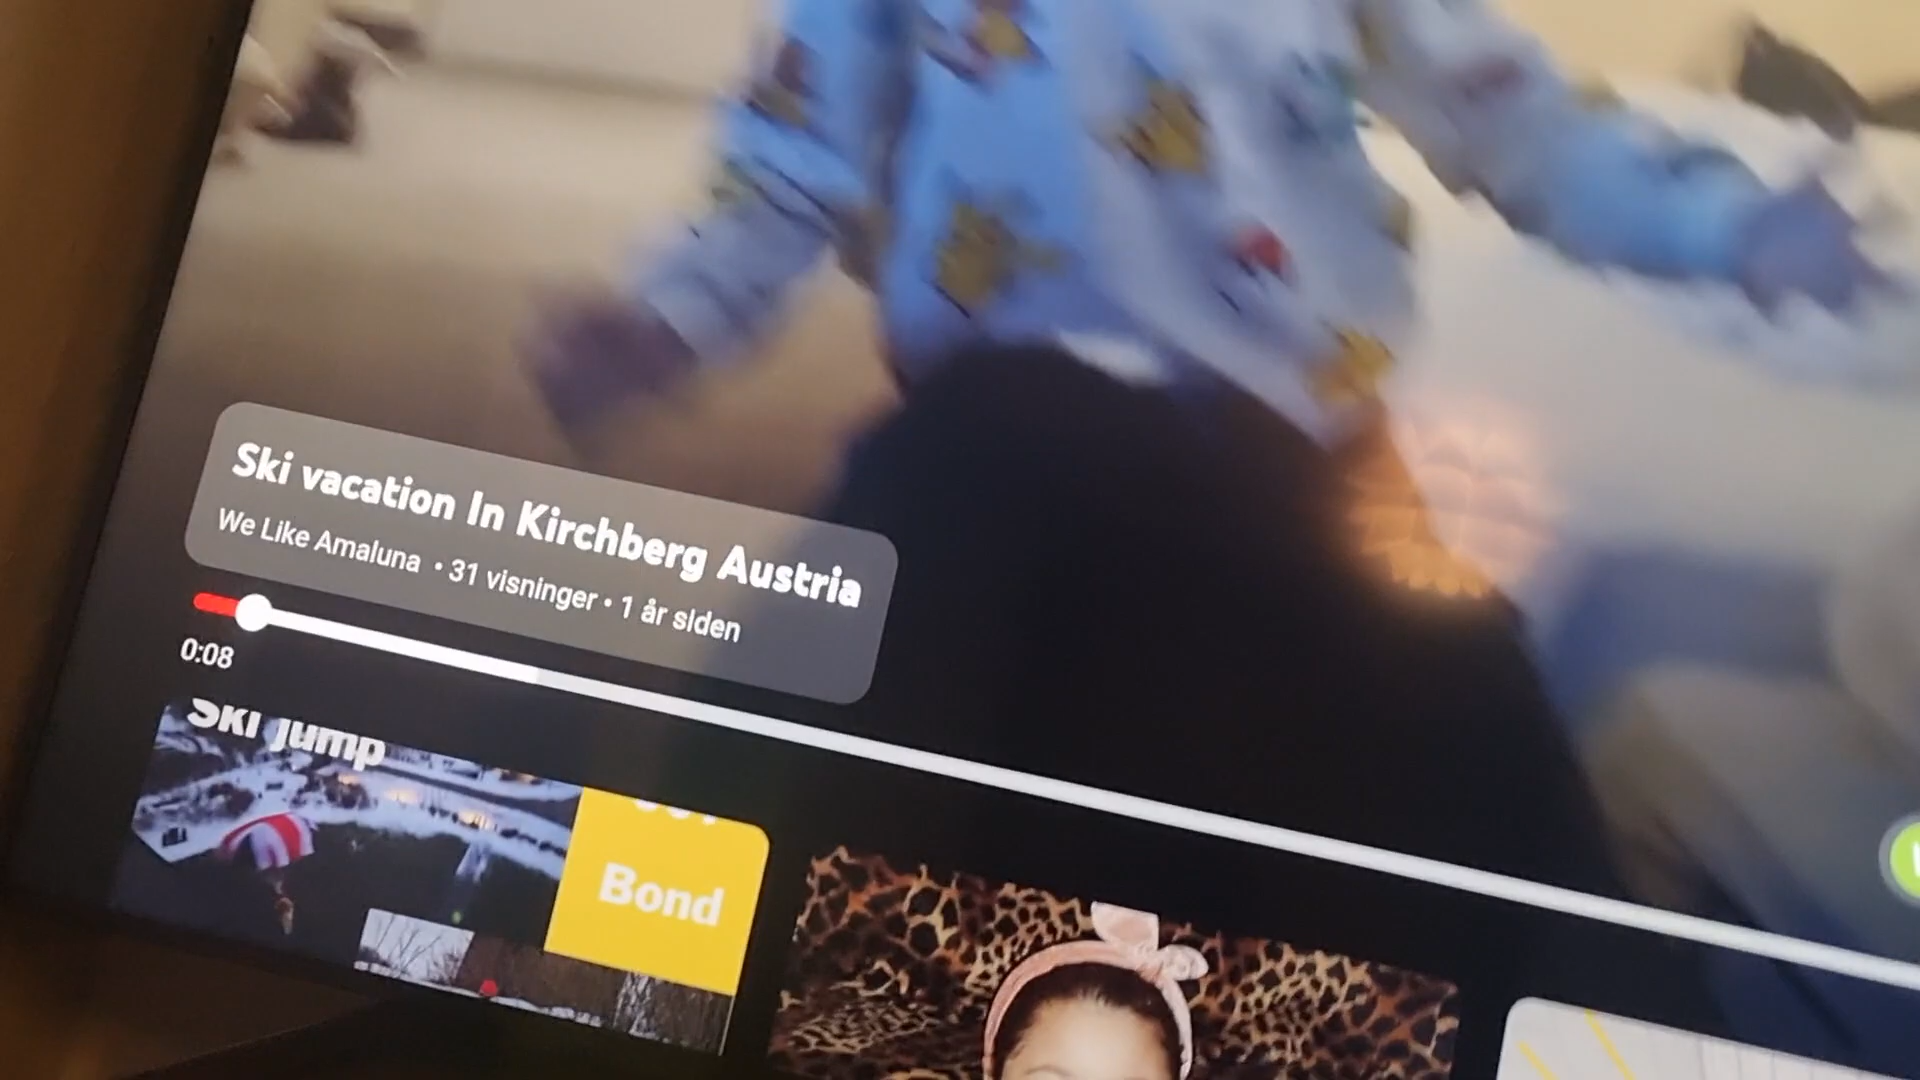 Ski vacation In Kirchberg Austria
We Like Amaluna • 31 visninger • 1 år siden
0:08
Ski jump
Bond